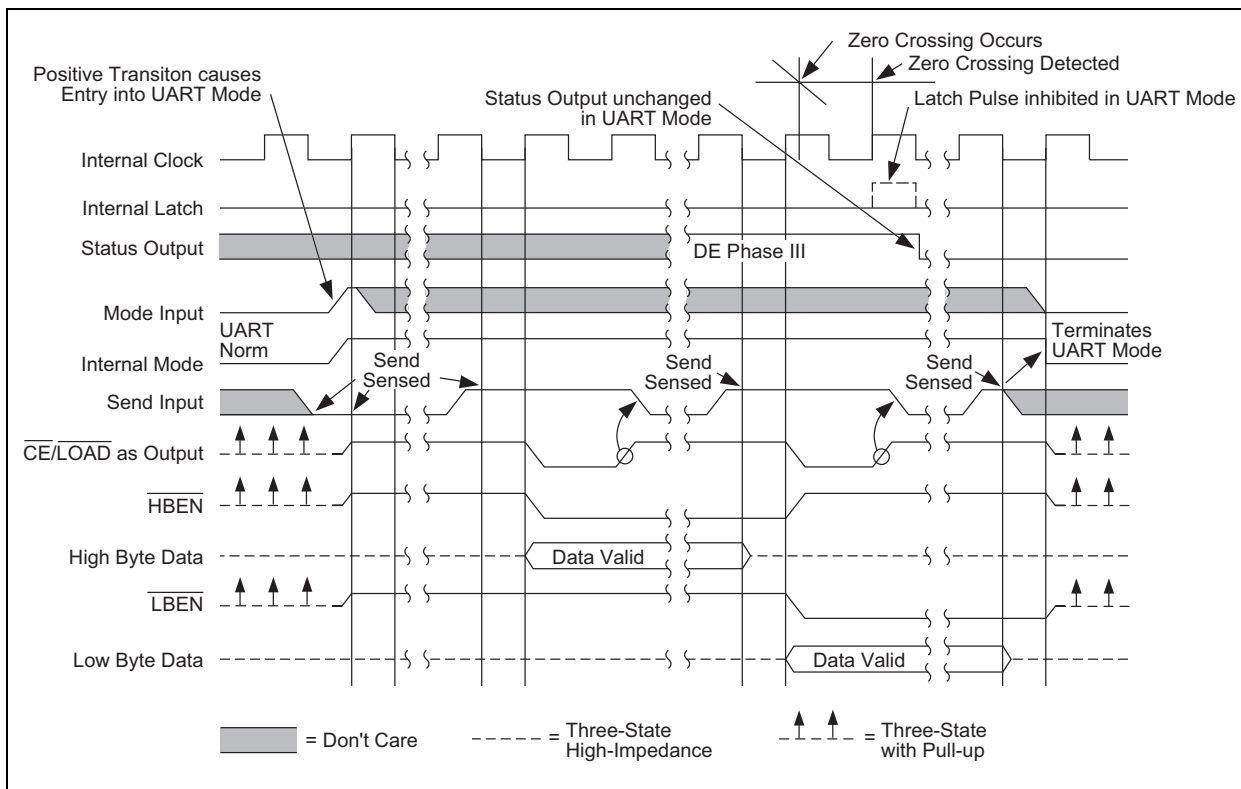 Zero Crossing Occurs
Zero Crossing Detected
Positive Transiton causes
Entry into UART Mode
Status Output unchanged
in UART Mode
Latch Pulse inhibited in UART Mode
Internal Clock
Internal Latch
Status Output
DE Phase III
Mode Input
UART
Norm
Terminates
UART Mode
Internal Mode
Send
Sensed
Send
Sensed
Send
Sensed
Send Input
CE/LOAD as Output
HBEN
High Byte Data
Data Valid
LBEN
Low Byte Data
Data Valid
= Don't Care
= Three-State
High-Impedance
= Three-State
with Pull-up